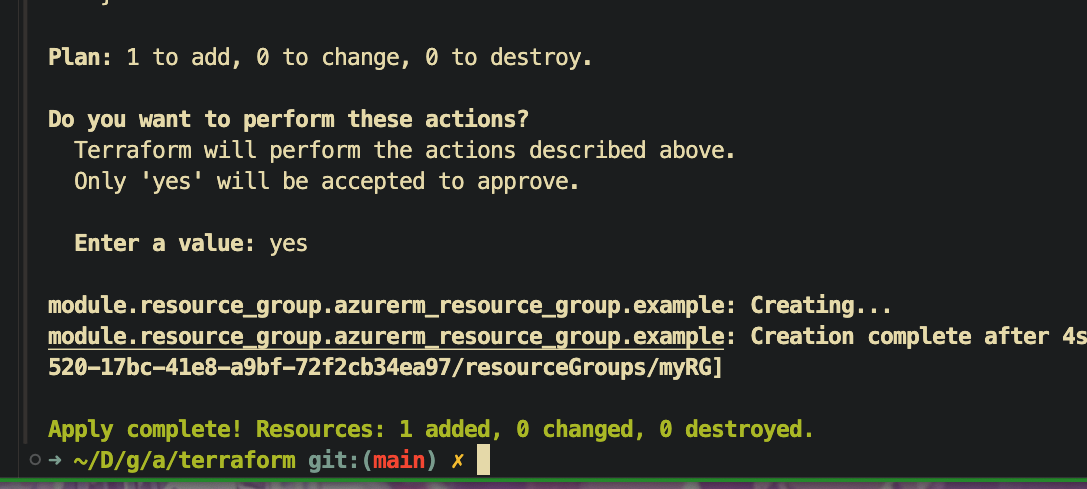 Plan: 1 to add, 0 to change, 0 to destroy.
Do you want to perform these actions?
Terraform will perform the actions described above.
Only 'yes' will be accepted to approve.
Enter a value: yes
module.resource_group.azurerm_resource_group.example: Creating...
module.resource_group.azurerm_resource_group.example: Creation complete after 4s
520-17bc-41e8-a9bf-72f2cb34ea97/resourceGroups/myRG]
Apply complete! Resources: 1 added, 0 changed, 0 destroyed.
➜ ~/D/g/a/terraform git:(main) ✗